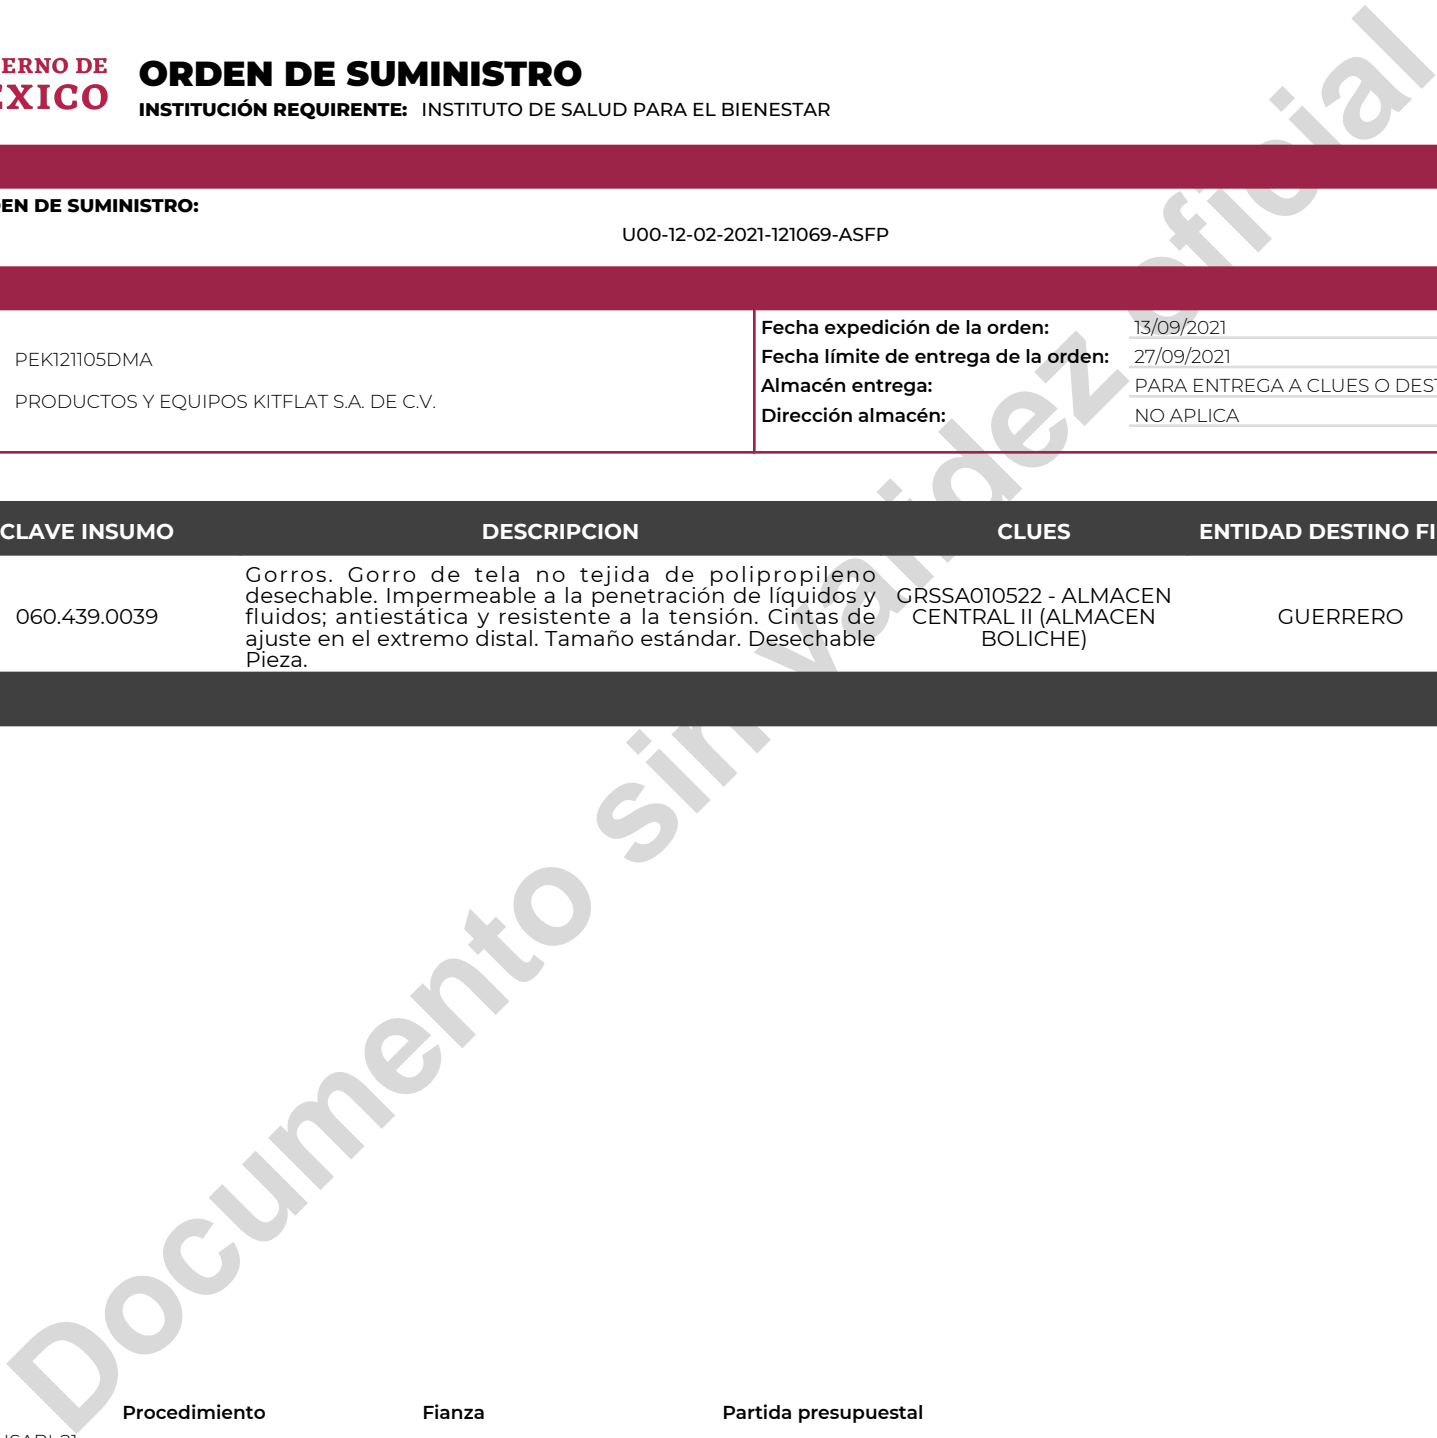 ERNO DE
EXICO
ORDEN DE SUMINISTRO
INSTITUCIÓN REQUIRENTE: INSTITUTO DE SALUD PARA EL BIENESTAR
EN DE SUMINISTRO:
U00-12-02-2021-121069-ASFP
PEK121105DMA
PRODUCTOS Y EQUIPOS KITFLAT S.A. DE C.V.
Fecha expedición de la orden: 13/09/2021
Fecha límite de entrega de la orden: 27/09/2021
Almacén entrega: PARA ENTREGA A CLUES O DEST
Dirección almacén: NO APLICA
CLAVE INSUMO DESCRIPCION CLUES ENTIDAD DESTINO FI
060.439.0039
Gorros. Gorro de tela no tejida de polipropileno
desechable. Impermeable a la penetración de líquidos y
fluidos; antiestática y resistente a la tensión. Cintas de
ajuste en el extremo distal. Tamaño estándar. Desechable
Pieza.
GRSSA010522 - ALMACEN
CENTRAL II (ALMACEN
BOLICHE)
GUERRERO
Documento sin validez oficial
Procedimiento Fianza Partida presupuestal